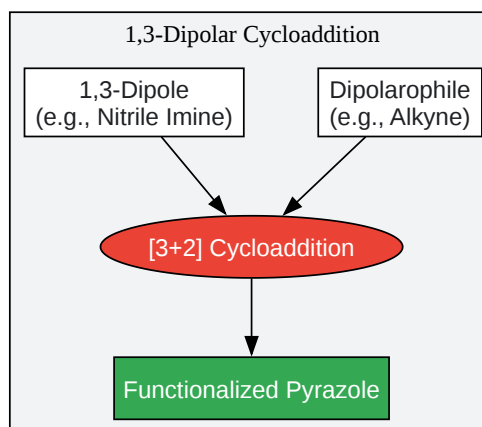 1,3-Dipolar Cycloaddition
1,3-Dipole
(e.g., Nitrile Imine)
Dipolarophile
(e.g., Alkyne)
[3+2] Cycloaddition
Functionalized Pyrazole